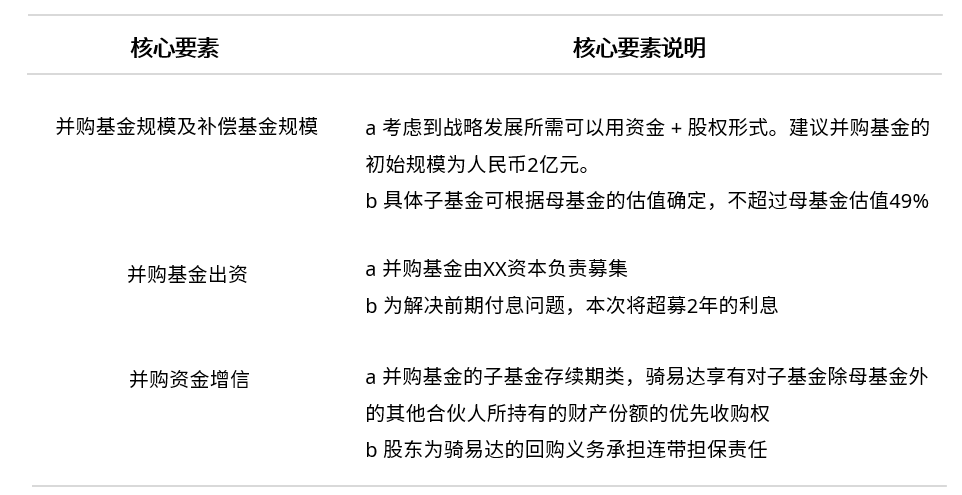 核心要素
核心要素说明
并购基金规模及补偿基金规模
a 考虑到战略发展所需可以用资金 + 股权形式。建议并购基金的
初始规模为人民币2亿元。
b 具体子基金可根据母基金的估值确定，不超过母基金估值49%
并购基金出资
a 并购基金由XX资本负责募集
b 为解决前期付息问题，本次将超募2年的利息
并购资金增信
a 并购基金的子基金存续期类，骑易达享有对子基金除母基金外
的其他合伙人所持有的财产份额的优先收购权
b 股东为骑易达的回购义务承担连带担保责任